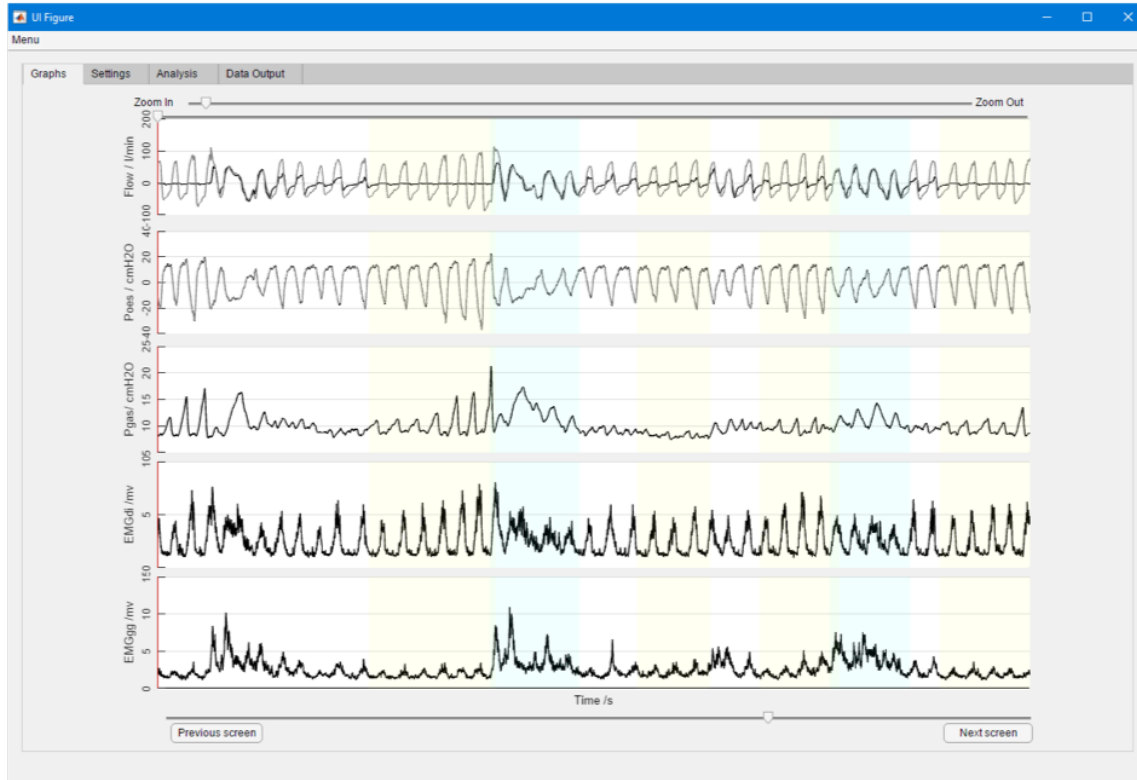 UI Figure
Menu
Graphs Settings Analysis Data Output
Zoom In Zoom Out
Flow / l/min
200
100
0
-100
Poes / cmH2O
40
20
0
-20
-40
Pgas/ cmH2O
25
20
15
10
5
EMGdi /mv
10
5
0
EMGgg /mv
15
10
5
0
Time /s
Previous screen Next screen